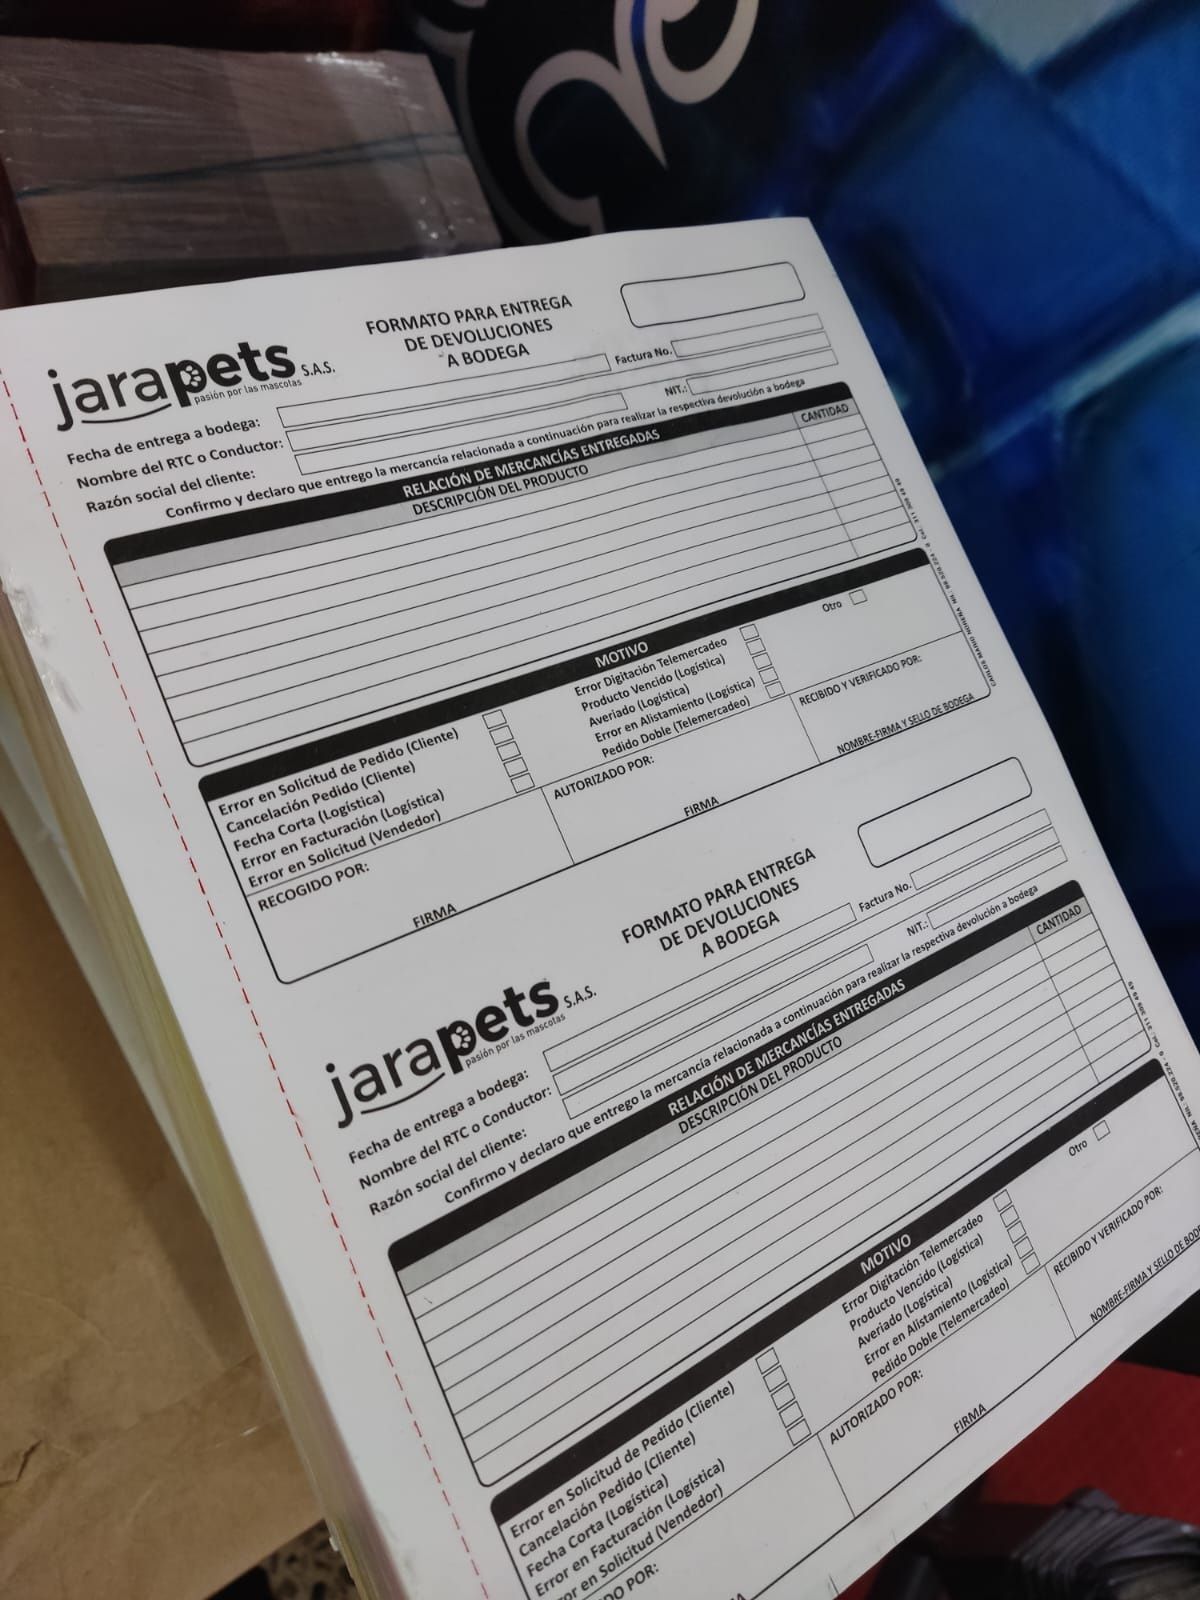 jarapets S.A.S.
pasión por las mascotas
FORMATO PARA ENTREGA
DE DEVOLUCIONES
A BODEGA
Fecha de entrega a bodega:
Factura No.
Nombre del RTC o Conductor:
Razón social del cliente:
NIT.:
Confirmo y declaro que entrego la mercancía relacionada a continuación para realizar la respectiva devolución a bodega
RELACIÓN DE MERCANCÍAS ENTREGADAS
DESCRIPCIÓN DEL PRODUCTO
CANTIDAD
MOTIVO
Error en Solicitud de Pedido (Cliente)
Cancelación Pedido (Cliente)
Fecha Corta (Logística)
Error en Facturación (Logística)
Error en Solicitud (Vendedor)
Error Digitación Telemercadeo
Producto Vencido (Logística)
Averiado (Logística)
Error en Alistamiento (Logística)
Pedido Doble (Telemercadeo)
Otro
RECOGIDO POR:
FIRMA
AUTORIZADO POR:
FIRMA
RECIBIDO Y VERIFICADO POR:
NOMBRE-FIRMA Y SELLO DE BODEGA
jarapets S.A.S.
pasión por las mascotas
FORMATO PARA ENTREGA
DE DEVOLUCIONES
A BODEGA
Fecha de entrega a bodega:
Factura No.
Nombre del RTC o Conductor:
Razón social del cliente:
NIT.:
Confirmo y declaro que entrego la mercancía relacionada a continuación para realizar la respectiva devolución a bodega
RELACIÓN DE MERCANCÍAS ENTREGADAS
DESCRIPCIÓN DEL PRODUCTO
CANTIDAD
MOTIVO
Error en Solicitud de Pedido (Cliente)
Cancelación Pedido (Cliente)
Fecha Corta (Logística)
Error en Facturación (Logística)
or en Solicitud (Vendedor)
Error Digitación Telemercadeo
Producto Vencido (Logística)
Averiado (Logística)
Error en Alistamiento (Logística)
Pedido Doble (Telemercadeo)
Otro
DO POR:
AUTORIZADO POR:
FIRMA
RECIBIDO Y VERIFICADO POR:
NOMBRE-FIRMA Y SELLO DE BODE